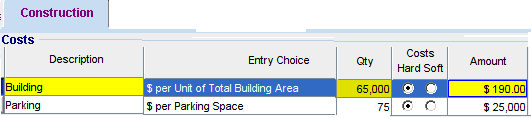 Construction
Costs
Description Entry Choice Qty Costs Hard Soft Amount
Building $ per Unit of Total Building Area 65,000 $ 190.00
Parking $ per Parking Space 75 $ 25,000